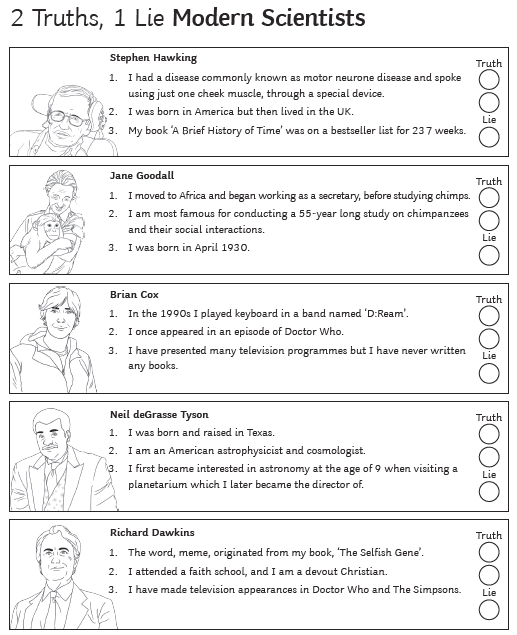 2 Truths, 1 Lie Modern Scientists
Stephen Hawking
Truth
1. I had a disease commonly known as motor neurone disease and spoke
using just one cheek muscle, through a special device.
2. I was born in America but then lived in the UK.
Lie
3. My book ‘A Brief History of Time’ was on a bestseller list for 237 weeks.
Jane Goodall
Truth
1. I moved to Africa and began working as a secretary, before studying chimps.
2. I am most famous for conducting a 55-year long study on chimpanzees
and their social interactions.
Lie
3. I was born in April 1930.
Brian Cox
Truth
1. In the 1990s I played keyboard in a band named ‘D:Ream’.
2. I once appeared in an episode of Doctor Who.
3. I have presented many television programmes but I have never written
Lie
any books.
Neil deGrasse Tyson
Truth
1. I was born and raised in Texas.
2. I am an American astrophysicist and cosmologist.
3. I first became interested in astronomy at the age of 9 when visiting a
Lie
planetarium which I later became the director of.
Richard Dawkins
Truth
1. The word, meme, originated from my book, ‘The Selfish Gene’.
2. I attended a faith school, and I am a devout Christian.
Lie
3. I have made television appearances in Doctor Who and The Simpsons.